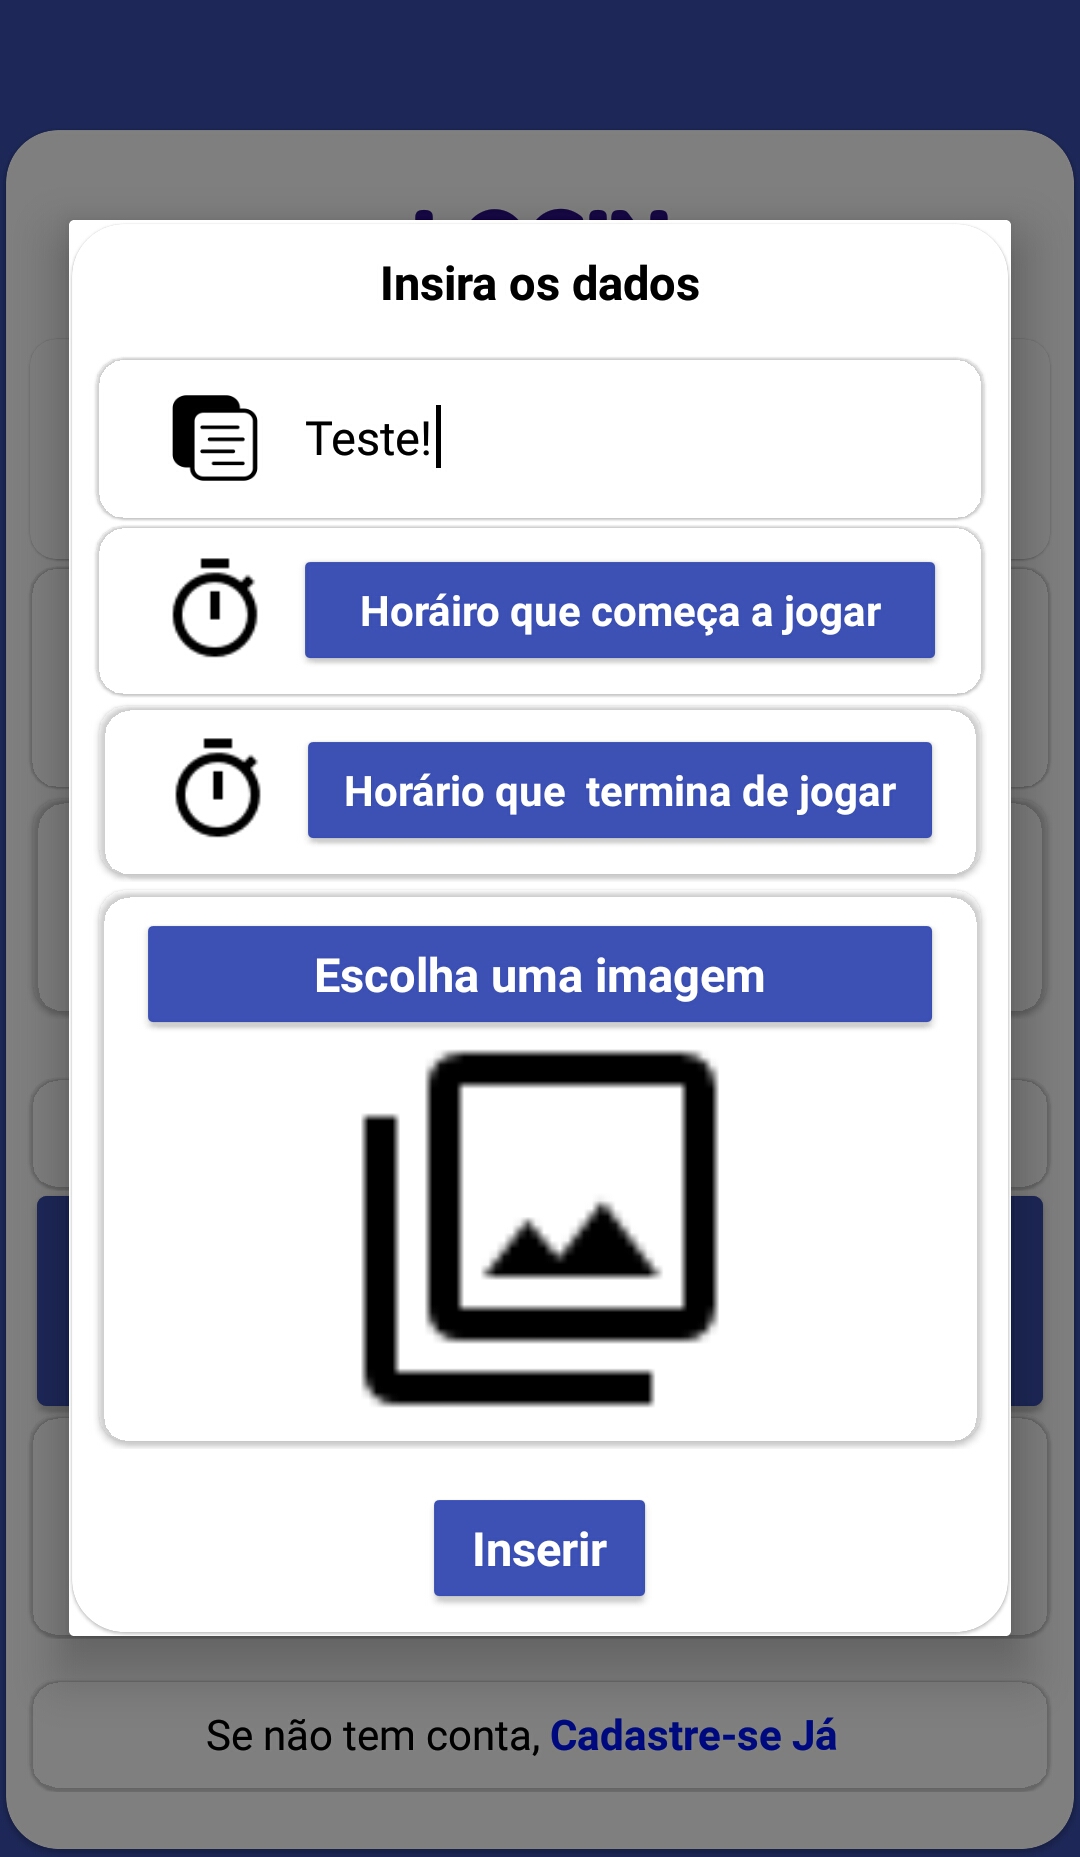 LOGIN
Insira os dados
Teste!
Horáiro que começa a jogar
Horário que  termina de jogar
Escolha uma imagem
Inserir
Se não tem conta, Cadastre-se Já